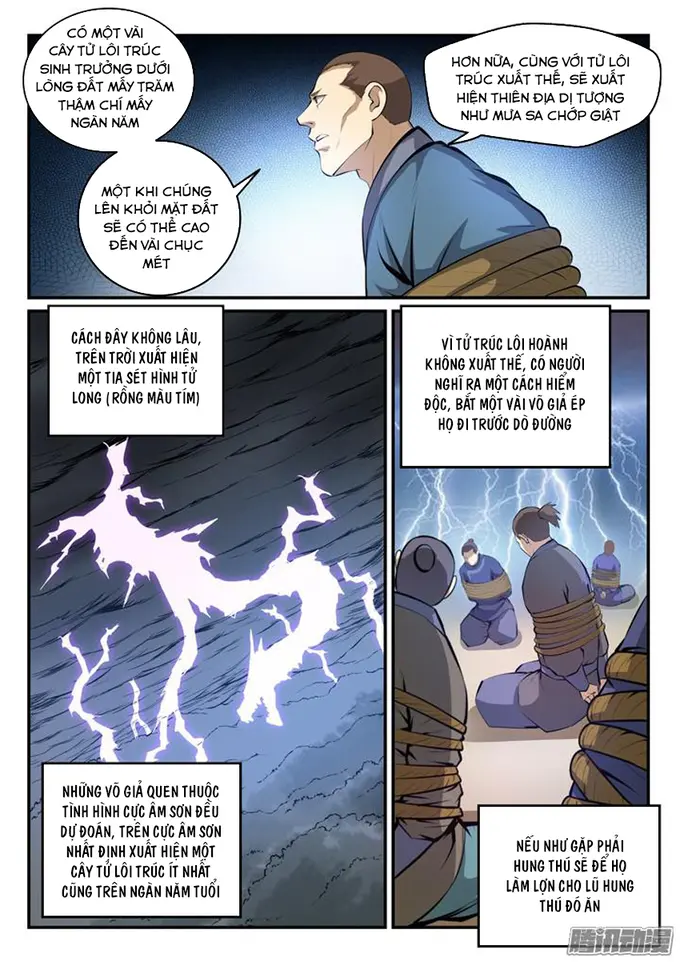 CÓ MỘT VÀI
CÂY TỬ LÔI TRÚC
SINH TRƯỞNG DƯỚI
LÒNG ĐẤT MẤY TRĂM
THẬM CHÍ MẤY
NGÀN NĂM
MỘT KHI CHÚNG
LÊN KHỎI MẶT ĐẤT
SẼ CÓ THỂ CAO
ĐẾN VÀI CHỤC
MÉT
HƠN NỮA, CÙNG VỚI TỬ LÔI
TRÚC XUẤT THẾ, SẼ XUẤT
HIỆN THIÊN ĐỊA DỊ TƯỢNG
NHƯ MƯA SA CHỚP GIẬT
CÁCH ĐÂY KHÔNG LÂU,
TRÊN TRỜI XUẤT HIỆN
MỘT TIA SÉT HÌNH TỬ
LONG (RỒNG MÀU TÍM)
NHỮNG VÕ GIẢ QUEN THUỘC
TÌNH HÌNH CỰC ÂM SƠN ĐỀU
DỰ ĐOÁN, TRÊN CỰC ÂM SƠN
NHẤT ĐỊNH XUẤT HIỆN MỘT
CÂY TỬ LÔI TRÚC ÍT NHẤT
CŨNG TRÊN NGÀN NĂM TUỔI
VÌ TỬ TRÚC LÔI HOÀNH
KHÔNG XUẤT THẾ, CÓ NGƯỜI
NGHĨ RA MỘT CÁCH HIỂM
ĐỘC, BẮT MỘT VÀI VÕ GIẢ ÉP
HỌ ĐI TRƯỚC DÒ ĐƯỜNG
NẾU NHƯ GẶP PHẢI
HUNG THÚ SẼ ĐỂ HỌ
LÀM LỢN CHO LŨ HUNG
THÚ ĐÓ ĂN
腾讯动漫